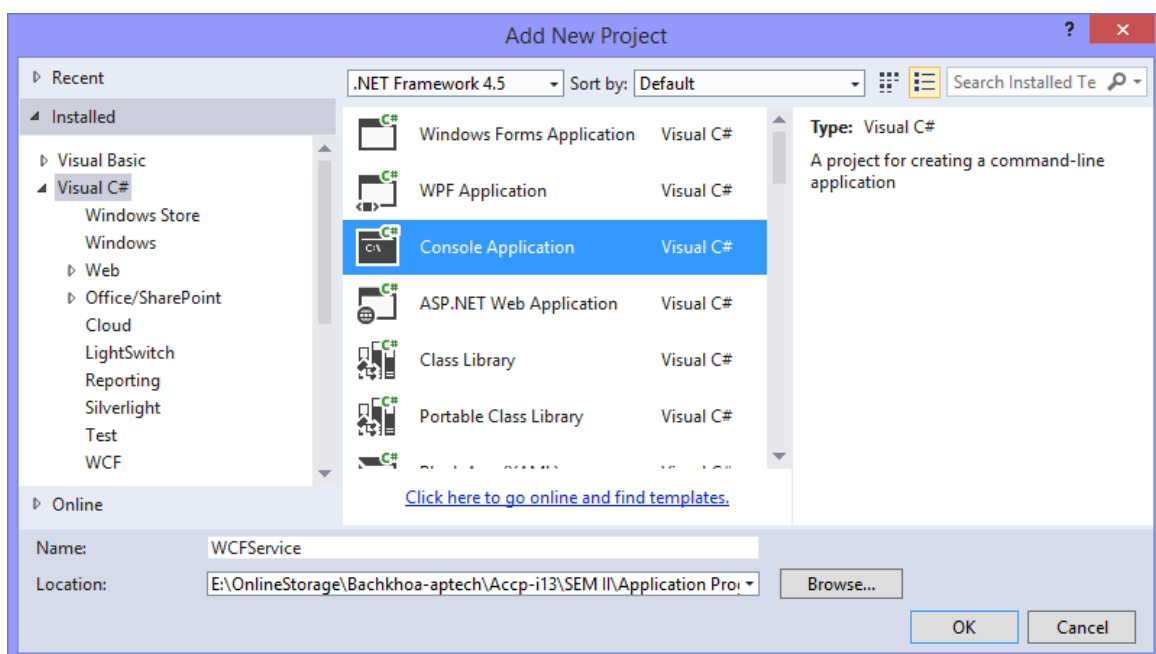 Add New Project
? ×
Recent
.NET Framework 4.5 Sort by: Default Search Installed Te
Installed
Visual Basic
Visual C#
Windows Store
Windows
Web
Office/SharePoint
Cloud
LightSwitch
Reporting
Silverlight
Test
WCF
Online
C# Windows Forms Application Visual C#
C# WPF Application Visual C#
C# C:\ Console Application Visual C#
C# ASP.NET Web Application Visual C#
C# Class Library Visual C#
C# Portable Class Library Visual C#
C#
Click here to go online and find templates.
Type: Visual C#
A project for creating a command-line
application
Name: WCFService
Location: E:\OnlineStorage\Bachkhoa-aptech\Accp-i13\SEM II\Application Pro Browse...
OK Cancel